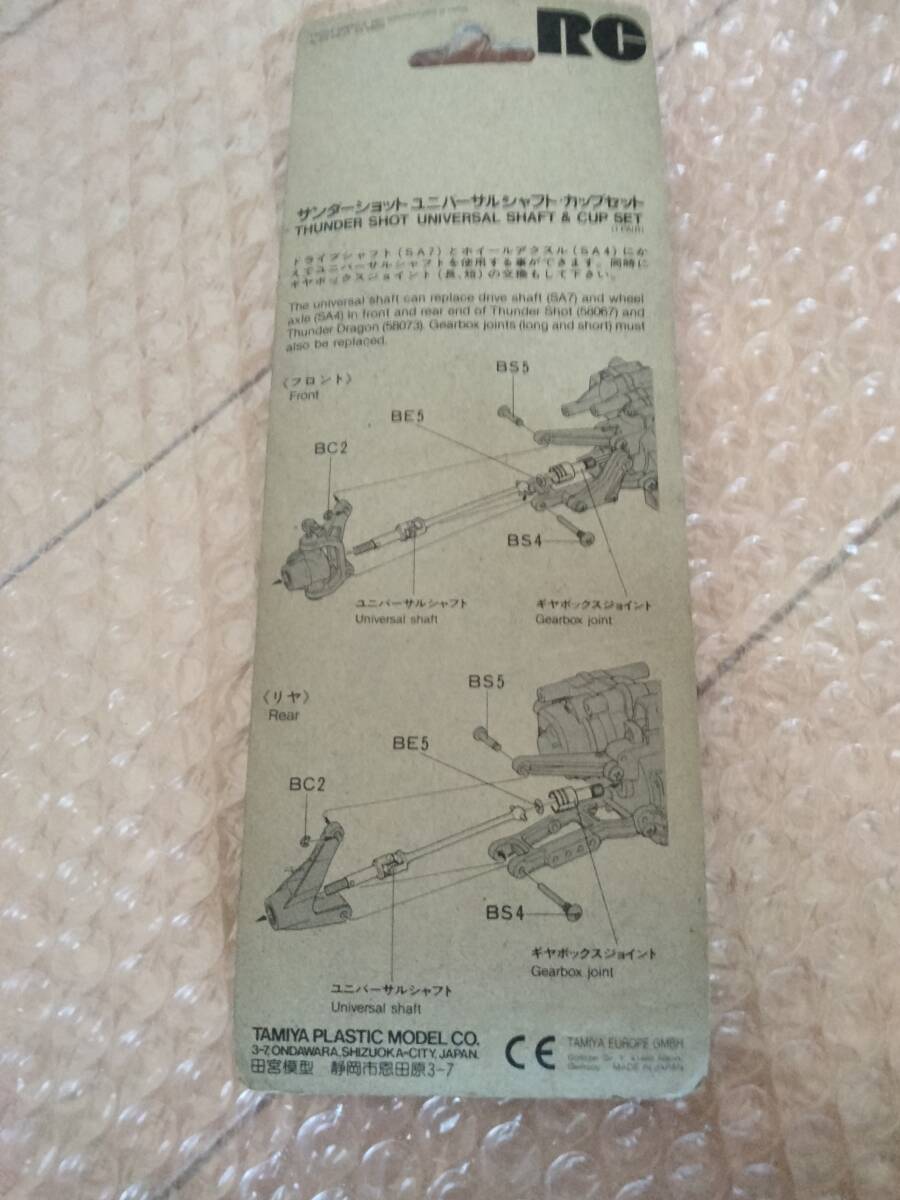 RC
サンダーショット ユニバーサルシャフト・カップセット
THUNDER SHOT UNIVERSAL SHAFT & CUP SET
(1 PAIR)
ドライブシャフト(SA7)とホイールアクスル(SA4)にか
えてユニバーサルシャフトを使用する事ができます。同時に
ギヤボックスジョイント(長、短)の交換もして下さい。
The universal shaft can replace drive shaft (SA7) and wheel
axle (SA4) in front and rear end of Thunder Shot (58067) and
Thunder Dragon (58073). Gearbox joints (long and short) must
also be replaced.
《フロント》
Front
BS5
BE5
BC2
BS4
ユニバーサルシャフト
Universal shaft
ギヤボックスジョイント
Gearbox joint
《リヤ》
Rear
BS5
BE5
BC2
BS4
ギヤボックスジョイント
Gearbox joint
ユニバーサルシャフト
Universal shaft
TAMIYA PLASTIC MODEL CO.
3-7, ONDAWARA, SHIZUOKA-CITY, JAPAN.
田宮模型 静岡市恩田原3-7
CE
TAMIYA EUROPE GMBH
Germany MADE IN JAPAN